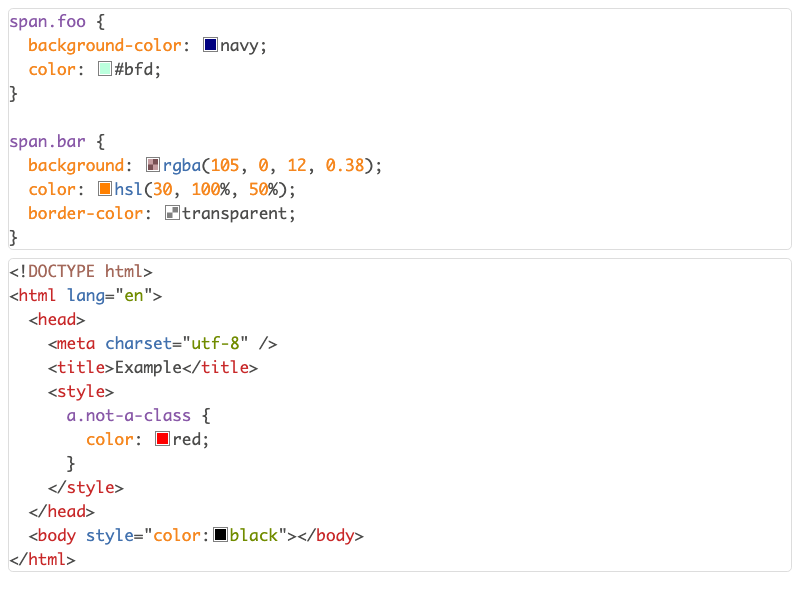 span.foo {
  background-color: navy;
  color: #bfd;
}

span.bar {
  background: rgba(105, 0, 12, 0.38);
  color: hsl(30, 100%, 50%);
  border-color: transparent;
}
<!DOCTYPE html>
<html lang="en">
  <head>
    <meta charset="utf-8" />
    <title>Example</title>
    <style>
      a.not-a-class {
        color: red;
      }
    </style>
  </head>
  <body style="color:black"></body>
</html>